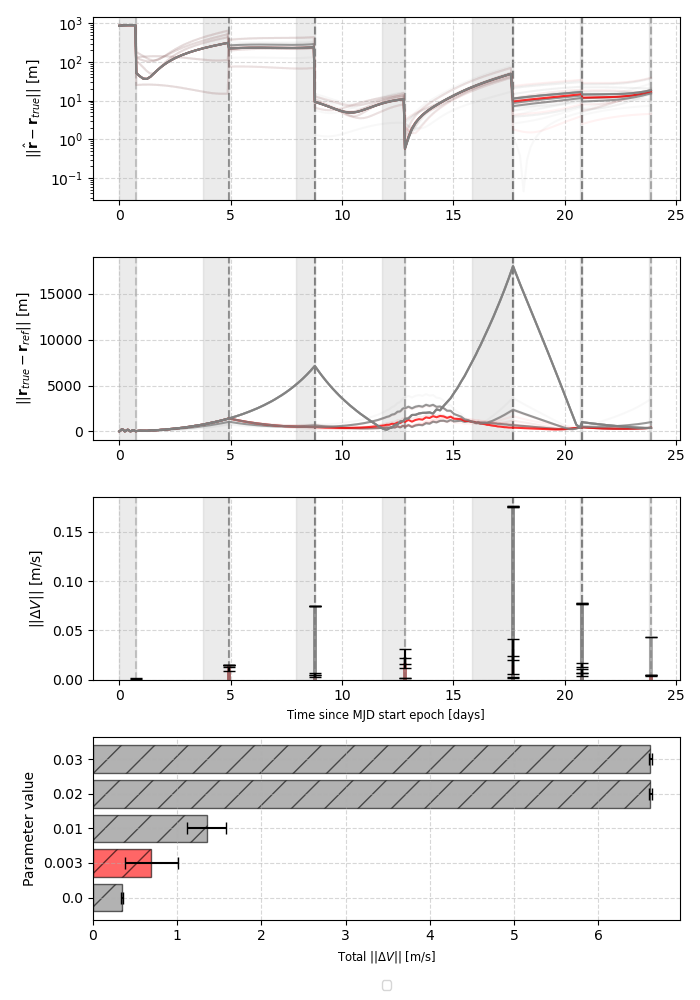 10³
10²
10¹
10⁰
10⁻¹
||r̂ − r_true|| [m]
0 5 10 15 20 25
15000
10000
5000
0
||r_true − r_ref|| [m]
0 5 10 15 20 25
0.15
0.10
0.05
0.00
||ΔV|| [m/s]
0 5 10 15 20 25
Time since MJD start epoch [days]
0.03
0.02
0.01
0.003
0.0
Parameter value
0 1 2 3 4 5 6
Total ||ΔV|| [m/s]